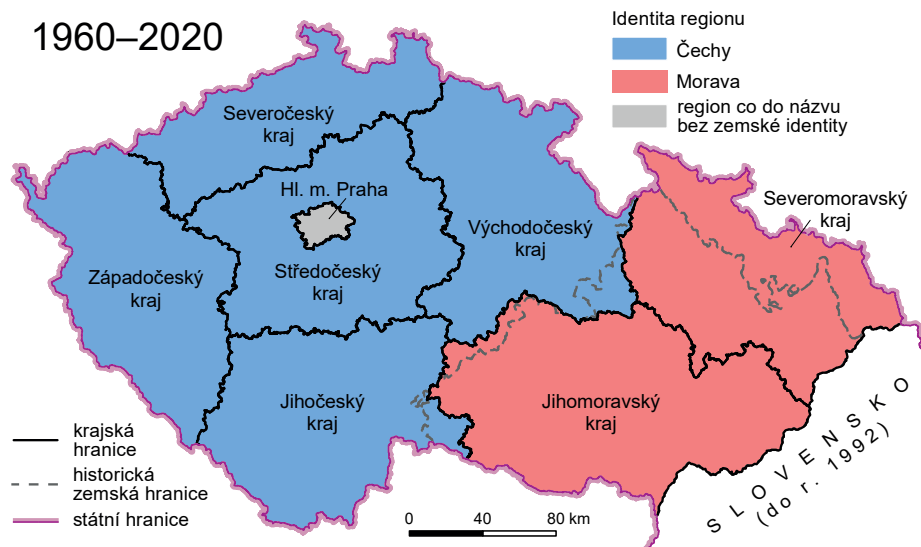 1960–2020
Identita regionu
Čechy
Morava
region co do názvu
bez zemské identity
Severočeský
kraj
Hl. m. Praha
Středočeský
kraj
Západočeský
kraj
Východočeský
kraj
Severomoravský
kraj
Jihočeský
kraj
Jihomoravský
kraj
SLOVENSKO
(do r. 1992)
krajská
hranice
historická
zemská hranice
státní hranice
0 40 80 km